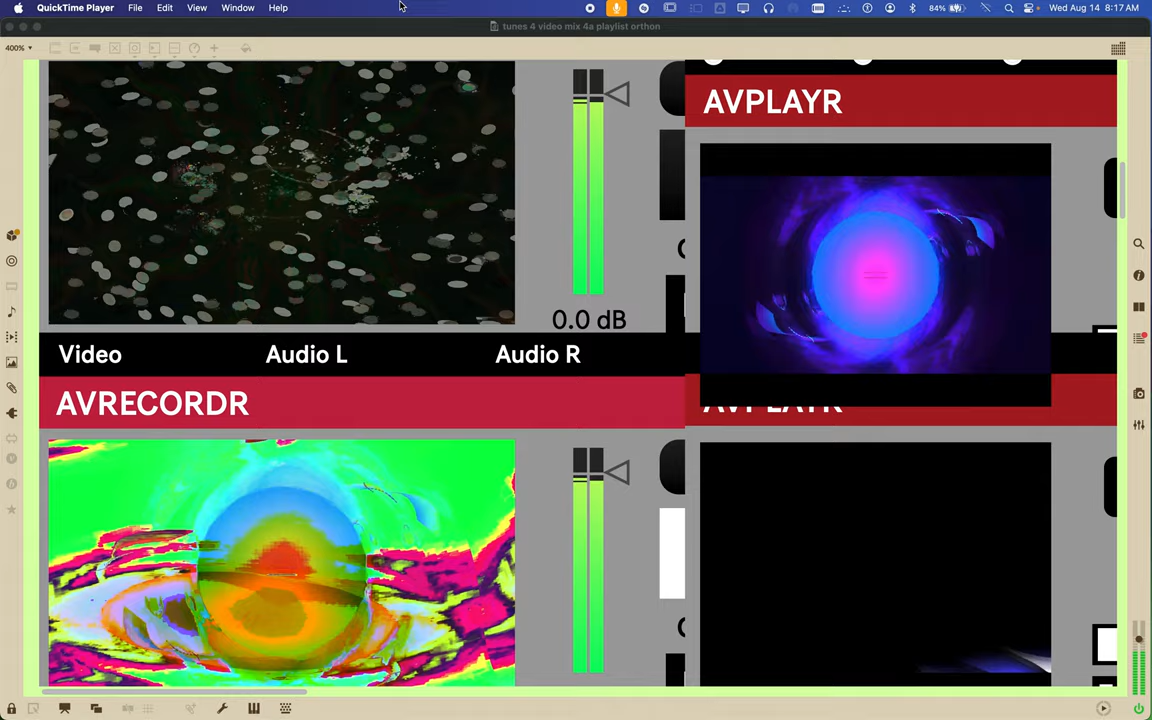 QuickTime Player File Edit View Window Help 84% Wed Aug 14 8:17 AM
tunes 4 video mix 4a playlist orthon
400%
AVPLAYR
0.0 dB
Video Audio L Audio R
AVRECORDR
AVPLAYR